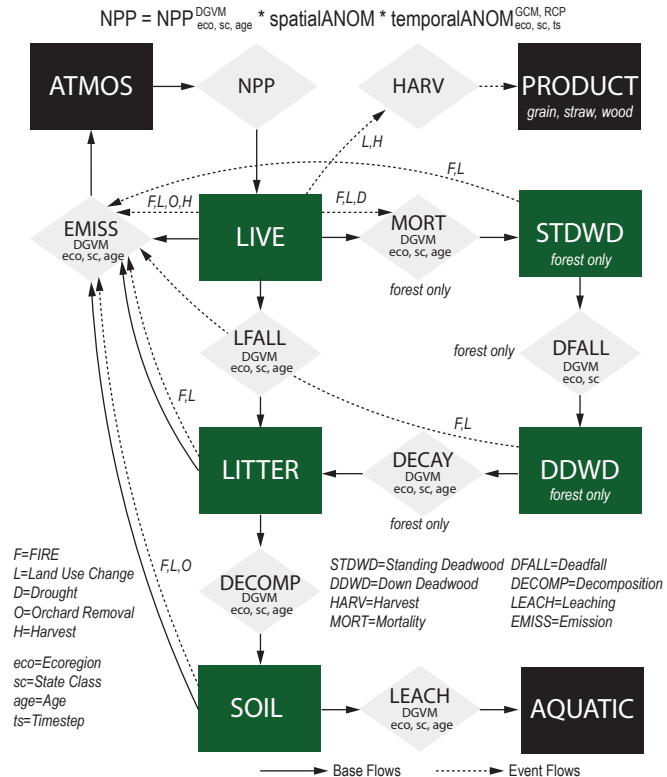 NPP = NPP DGVM eco, sc, age * spatialANOM * temporalANOM GCM, RCP eco, sc, ts
ATMOS
NPP
HARV
PRODUCT
grain, straw, wood
L,H
F,L
F,L,O,H
F,L,D
EMISS
DGVM
eco, sc, age
LIVE
MORT
DGVM
eco, sc, age
forest only
STDWD
forest only
LFALL
DGVM
eco, sc, age
forest only
DFALL
DGVM
eco, sc
F,L
F,L
LITTER
DECAY
DGVM
eco, sc, age
forest only
DDWD
forest only
F,L,O
DECOMP
DGVM
eco, sc, age
F=FIRE
L=Land Use Change
D=Drought
O=Orchard Removal
H=Harvest
eco=Ecoregion
sc=State Class
age=Age
ts=Timestep
STDWD=Standing Deadwood
DDWD=Down Deadwood
HARV=Harvest
MORT=Mortality
DFALL=Deadfall
DECOMP=Decomposition
LEACH=Leaching
EMISS=Emission
SOIL
LEACH
DGVM
eco, sc, age
AQUATIC
Base Flows
Event Flows